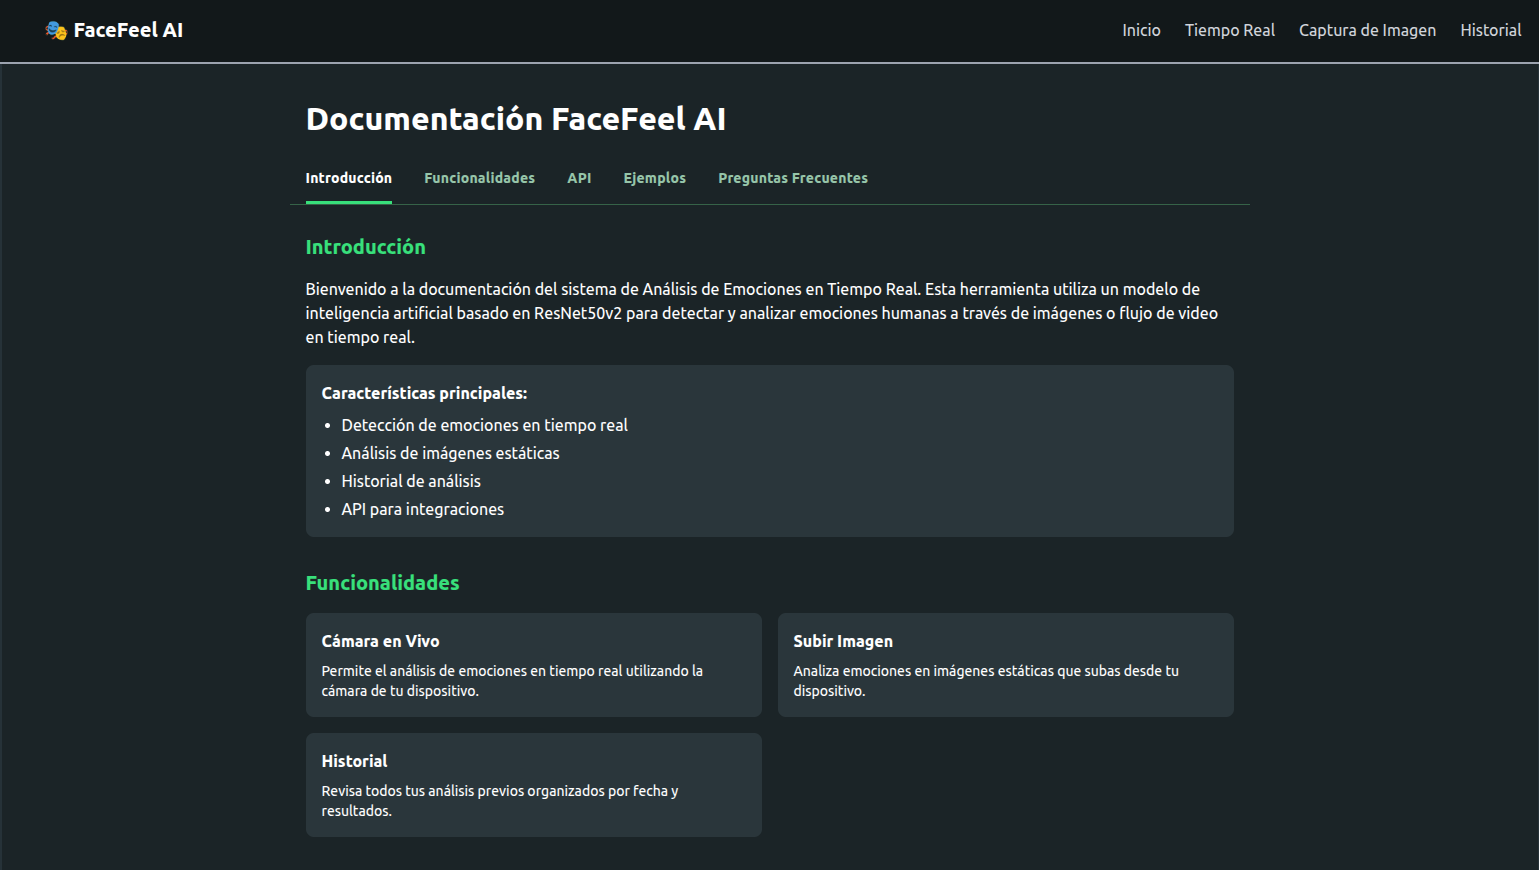 🎭 FaceFeel AI
Inicio Tiempo Real Captura de Imagen Historial
Documentación FaceFeel AI
Introducción Funcionalidades API Ejemplos Preguntas Frecuentes
Introducción
Bienvenido a la documentación del sistema de Análisis de Emociones en Tiempo Real. Esta herramienta utiliza un modelo de
inteligencia artificial basado en ResNet50v2 para detectar y analizar emociones humanas a través de imágenes o flujo de video
en tiempo real.
Características principales:
• Detección de emociones en tiempo real
• Análisis de imágenes estáticas
• Historial de análisis
• API para integraciones
Funcionalidades
Cámara en Vivo
Permite el análisis de emociones en tiempo real utilizando la
cámara de tu dispositivo.
Subir Imagen
Analiza emociones en imágenes estáticas que subas desde tu
dispositivo.
Historial
Revisa todos tus análisis previos organizados por fecha y
resultados.